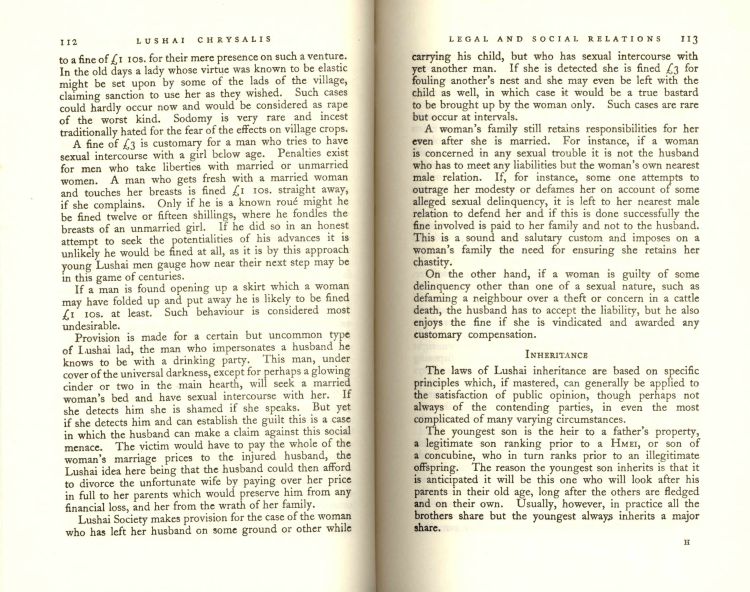 112 LUSHAI CHRYSALIS
to a fine of £1 10s. for their mere presence on such a venture.
In the old days a lady whose virtue was known to be elastic
might be set upon by some of the lads of the village,
claiming sanction to use her as they wished. Such cases
could hardly occur now and would be considered as rape
of the worst kind. Sodomy is very rare and incest
traditionally hated for the fear of the effects on village crops.
A fine of £3 is customary for a man who tries to have
sexual intercourse with a girl below age. Penalties exist
for men who take liberties with married or unmarried
women. A man who gets fresh with a married woman
and touches her breasts is fined £1 10s. straight away,
if she complains. Only if he is a known roué might he
be fined twelve or fifteen shillings, where he fondles the
breasts of an unmarried girl. If he did so in an honest
attempt to seek the potentialities of his advances it is
unlikely he would be fined at all, as it is by this approach
young Lushai men gauge how near their next step may be
in this game of centuries.
If a man is found opening up a skirt which a woman
may have folded up and put away he is likely to be fined
£1 10s. at least. Such behaviour is considered most
undesirable.
Provision is made for a certain but uncommon type
of Lushai lad, the man who impersonates a husband he
knows to be with a drinking party. This man, under
cover of the universal darkness, except for perhaps a glowing
cinder or two in the main hearth, will seek a married
woman's bed and have sexual intercourse with her. If
she detects him she is shamed if she speaks. But yet
if she detects him and can establish the guilt this is a case
in which the husband can make a claim against this social
menace. The victim would have to pay the whole of the
woman's marriage prices to the injured husband, the
Lushai idea here being that the husband could then afford
to divorce the unfortunate wife by paying over her price
in full to her parents which would preserve him from any
financial loss, and her from the wrath of her family.
Lushai Society makes provision for the case of the woman
who has left her husband on some ground or other while
LEGAL AND SOCIAL RELATIONS 113
carrying his child, but who has sexual intercourse with
yet another man. If she is detected she is fined £3 for
fouling another's nest and she may even be left with the
child as well, in which case it would be a true bastard
to be brought up by the woman only. Such cases are rare
but occur at intervals.
A woman's family still retains responsibilities for her
even after she is married. For instance, if a woman
is concerned in any sexual trouble it is not the husband
who has to meet any liabilities but the woman's own nearest
male relation. If, for instance, some one attempts to
outrage her modesty or defames her on account of some
alleged sexual delinquency, it is left to her nearest male
relation to defend her and if this is done successfully the
fine involved is paid to her family and not to the husband.
This is a sound and salutary custom and imposes on a
woman's family the need for ensuring she retains her
chastity.
On the other hand, if a woman is guilty of some
delinquency other than one of a sexual nature, such as
defaming a neighbour over a theft or concern in a cattle
death, the husband has to accept the liability, but he also
enjoys the fine if she is vindicated and awarded any
customary compensation.
INHERITANCE
The laws of Lushai inheritance are based on specific
principles which, if mastered, can generally be applied to
the satisfaction of public opinion, though perhaps not
always of the contending parties, in even the most
complicated of many varying circumstances.
The youngest son is the heir to a father's property,
a legitimate son ranking prior to a HMEI, or son of
a concubine, who in turn ranks prior to an illegitimate
offspring. The reason the youngest son inherits is that
it is anticipated it will be this one who will look after his
parents in their old age, long after the others are fledged
and on their own. Usually, however, in practice all the
brothers share but the youngest always inherits a major
share.
H